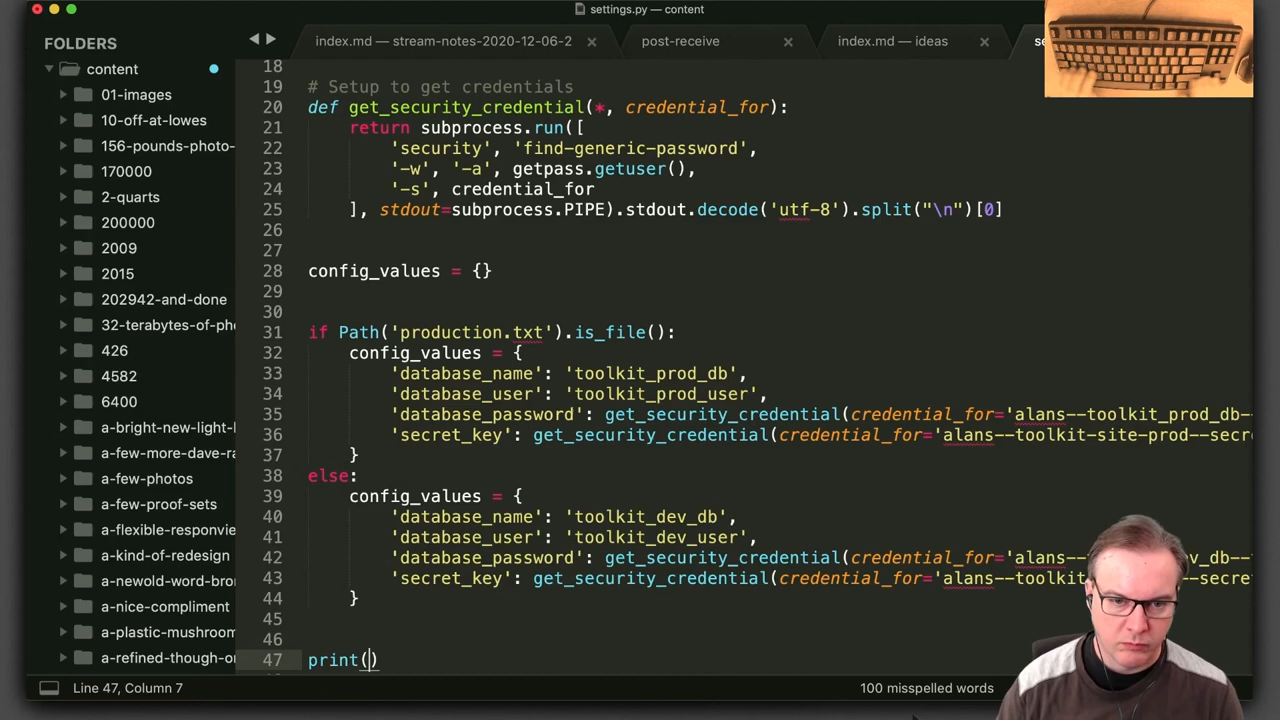 settings.py — content
FOLDERS
index.md — stream-notes-2020-12-06-2
post-receive
index.md — ideas
content
01-images
10-off-at-lowes
156-pounds-photo-
170000
2-quarts
200000
2009
2015
202942-and-done
32-terabytes-of-pho
426
4582
6400
a-bright-new-light-
a-few-more-dave-ra
a-few-photos
a-few-proof-sets
a-flexible-responvie
a-kind-of-redesign
a-newold-word-bro
a-nice-compliment
a-plastic-mushroom
a-refined-though-or
18
19 # Setup to get credentials
20 def get_security_credential(*, credential_for):
21 return subprocess.run([
22 'security', 'find-generic-password',
23 '-w', '-a', getpass.getuser(),
24 '-s', credential_for
25 ], stdout=subprocess.PIPE).stdout.decode('utf-8').split("\n")[0]
26
27
28 config_values = {}
29
30
31 if Path('production.txt').is_file():
32 config_values = {
33 'database_name': 'toolkit_prod_db',
34 'database_user': 'toolkit_prod_user',
35 'database_password': get_security_credential(credential_for='alans--toolkit_prod_db--
36 'secret_key': get_security_credential(credential_for='alans--toolkit-site-prod--secre
37 }
38 else:
39 config_values = {
40 'database_name': 'toolkit_dev_db',
41 'database_user': 'toolkit_dev_user',
42 'database_password': get_security_credential(credential_for='alans--
43 'secret_key': get_security_credential(credential_for='alans--toolkit
44 }
45
46
47 print()
Line 47, Column 7
100 misspelled words